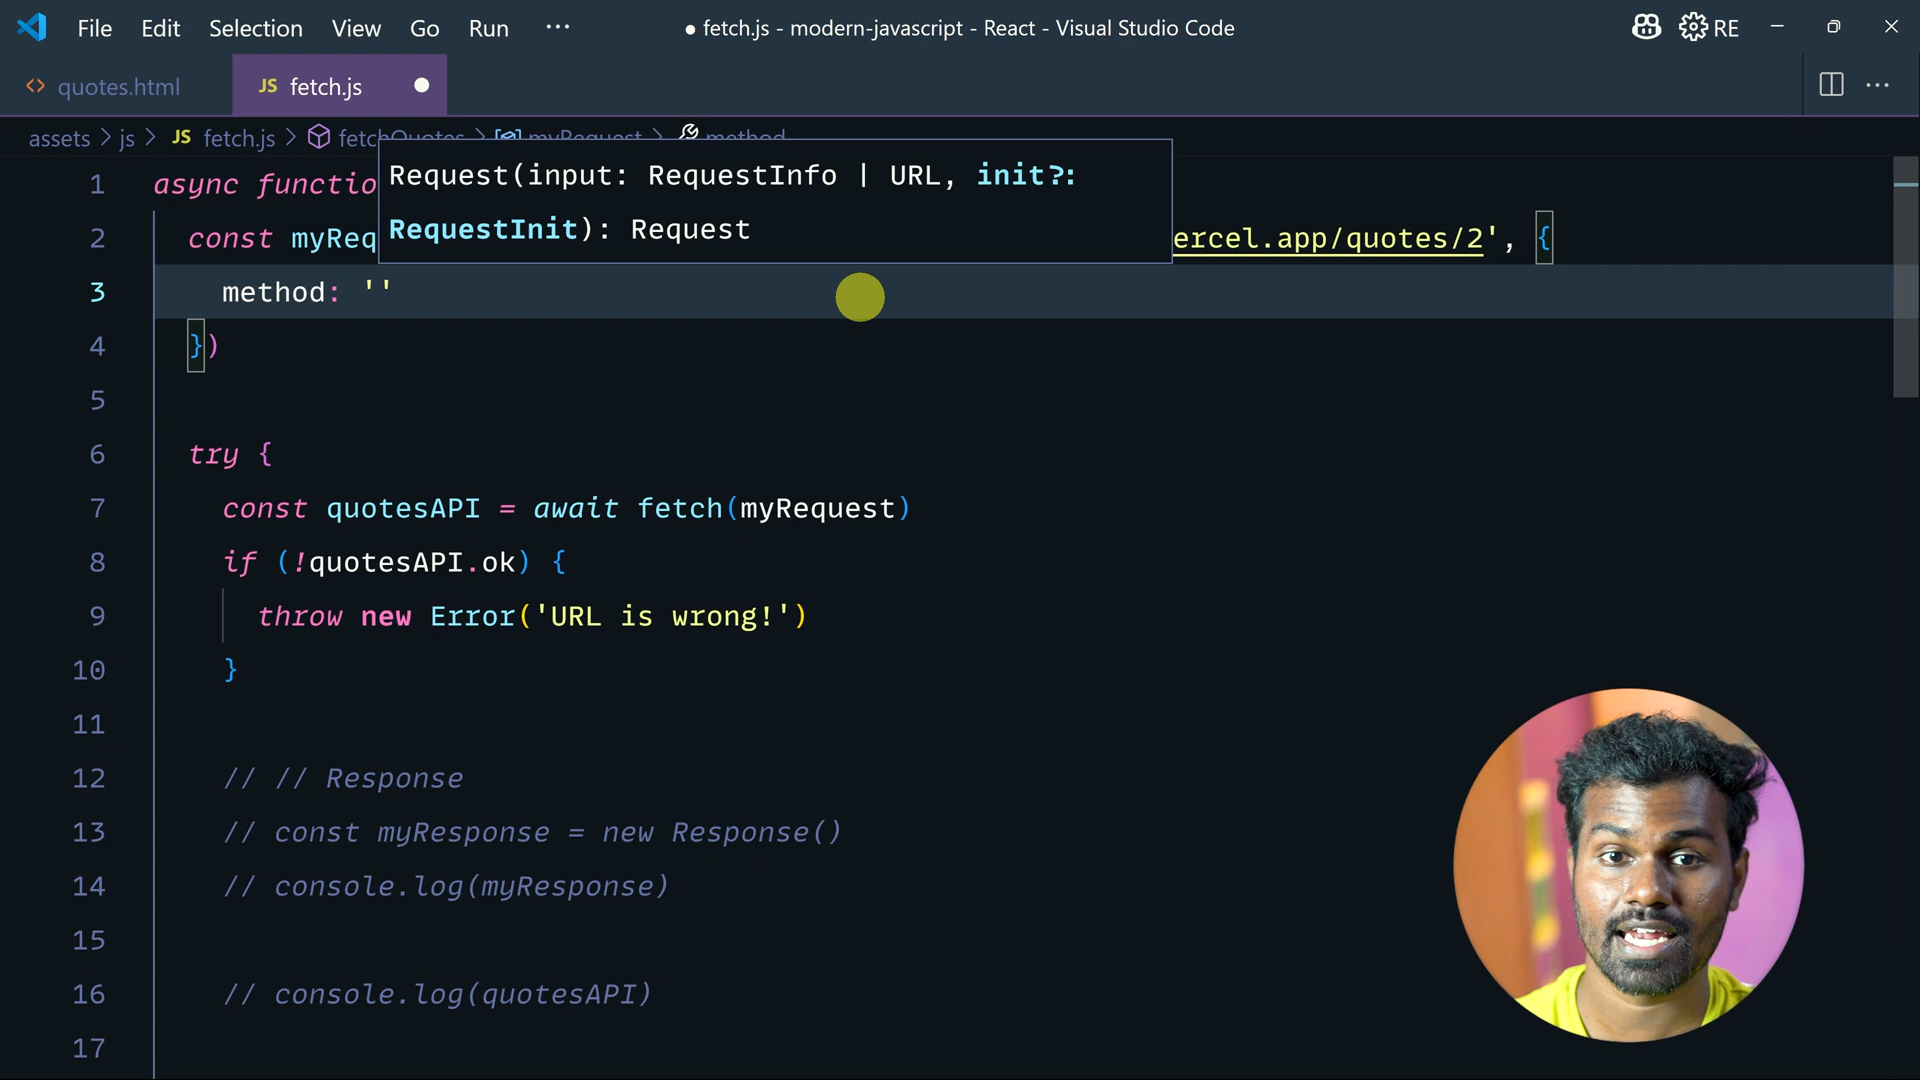 File Edit Selection View Go Run ··· ● fetch.js - modern-javascript - React - Visual Studio Code RE
<> quotes.html JS fetch.js ● ···
assets > js > JS fetch.js > fetchQuotes > myRequest > method
Request(input: RequestInfo | URL, init?:
RequestInit): Request
1 async functio
2 const myReq ercel.app/quotes/2', {
3 method: ''
4 })
5
6 try {
7 const quotesAPI = await fetch(myRequest)
8 if (!quotesAPI.ok) {
9 throw new Error('URL is wrong!')
10 }
11
12 // // Response
13 // const myResponse = new Response()
14 // console.log(myResponse)
15
16 // console.log(quotesAPI)
17